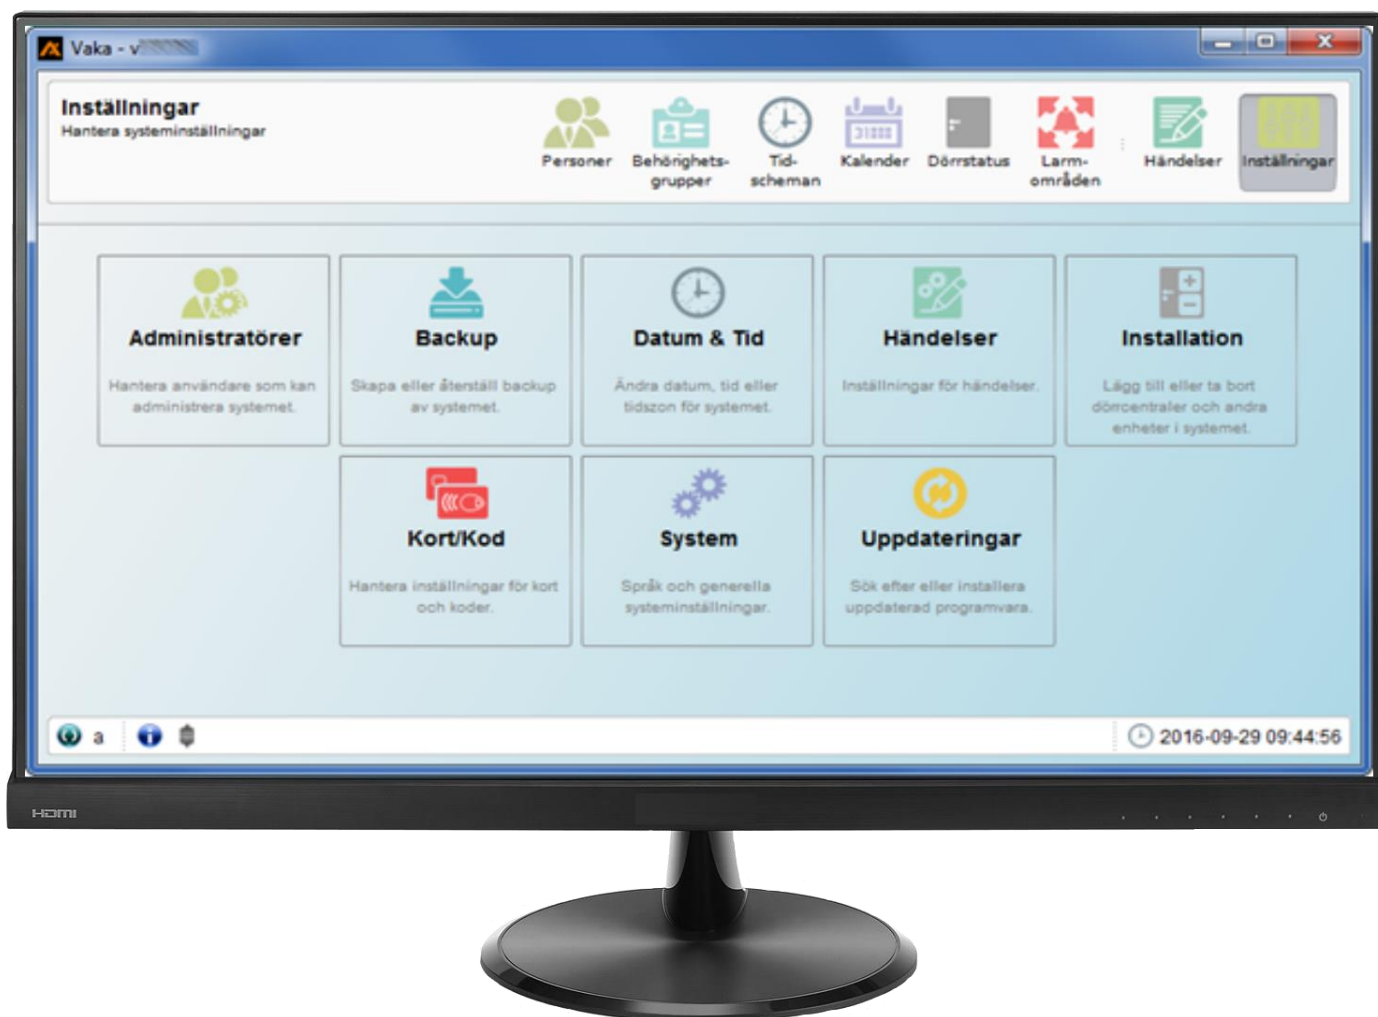 Vaka - v
Inställningar
Hantera systeminställningar
Personer
Behörighets-
grupper
Tid-
scheman
Kalender
Dörrstatus
Larm-
områden
Händelser
Inställningar
Administratörer
Hantera användare som kan
administrera systemet.
Backup
Skapa eller återställ backup
av systemet.
Datum & Tid
Ändra datum, tid eller
tidszon för systemet.
Händelser
Inställningar för händelser.
Installation
Lägg till eller ta bort
dörrcentraler och andra
enheter i systemet.
Kort/Kod
Hantera inställningar för kort
och koder.
System
Språk och generella
systeminställningar.
Uppdateringar
Sök efter eller installera
uppdaterad programvara.
a
2016-09-29 09:44:56
HDMI